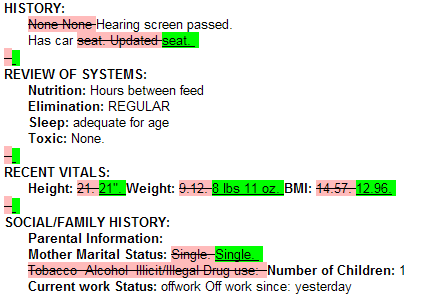 HISTORY:
None None Hearing screen passed.
Has car seat. Updated seat.
REVIEW OF SYSTEMS:
Nutrition: Hours between feed
Elimination: REGULAR
Sleep: adequate for age
Toxic: None.
RECENT VITALS:
Height: 21. 21". Weight: 9.12. 8 lbs 11 oz. BMI: 14.57. 12.96.
SOCIAL/FAMILY HISTORY:
Parental Information:
Mother Marital Status: Single. Single.
Tobacco Alcohol Illicit/Illegal Drug use: Number of Children: 1
Current work Status: offwork Off work since: yesterday